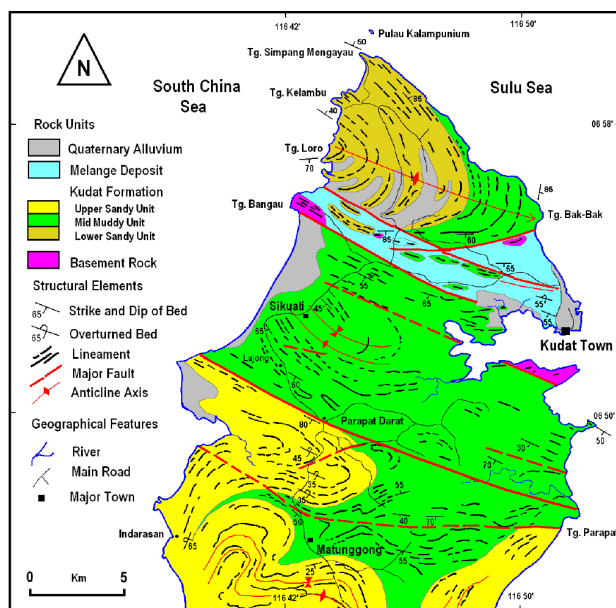 116 42
116 50
50
Pulau Kalampunium
Tg. Simpang Mengayau
N
South China
Sea
Sulu Sea
Tg. Kelambu
40
85
06 58
Rock Units
Quaternary Alluvium
Melange Deposit
Kudat Formation
Upper Sandy Unit
Mid Muddy Unit
Lower Sandy Unit
Basement Rock
Tg. Loro
70
85
Tg. Bangau
Tg. Bak-Bak
60
65
65
55
55
55
Structural Elements
Strike and Dip of Bed
Overturned Bed
Lineament
Major Fault
Anticline Axis
Sikuati
45
65
Kudat Town
Lajong
60
Geographical Features
River
Main Road
Major Town
06 50
50
80
Parapat Darat
45
30
70
55
35
35
Indarasan
65
50
40
70
Tg. Parapat
Matunggong
55
25
0
Km
5
116 42
116 50